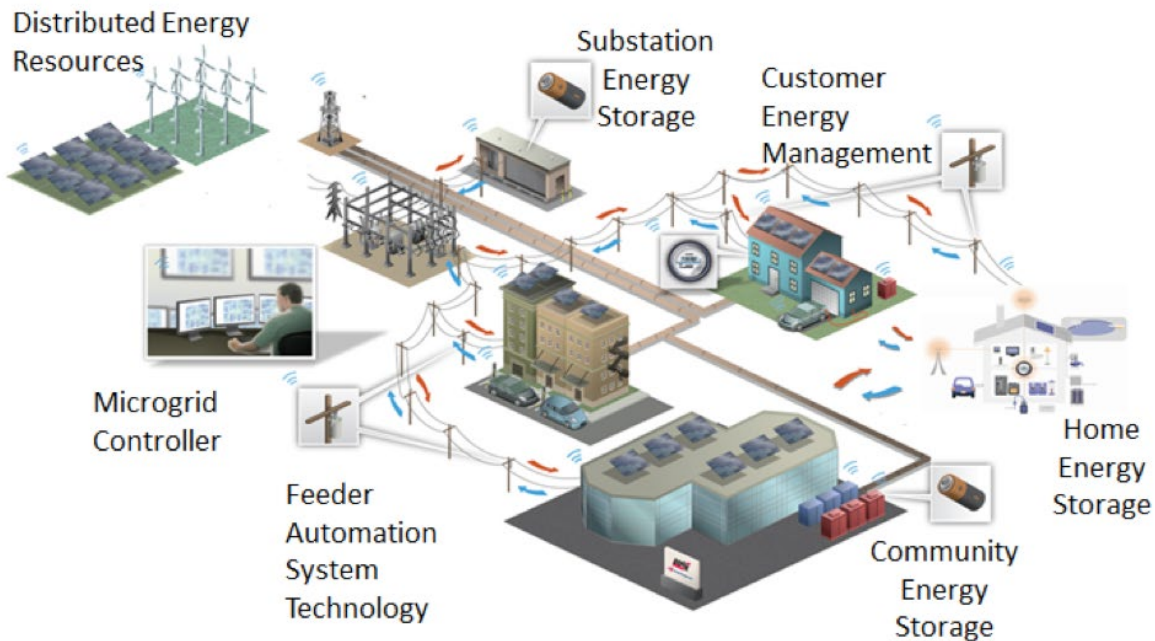 Distributed Energy
Resources
Substation
Energy
Storage
Customer
Energy
Management
Microgrid
Controller
Feeder
Automation
System
Technology
Home
Energy
Storage
Community
Energy
Storage